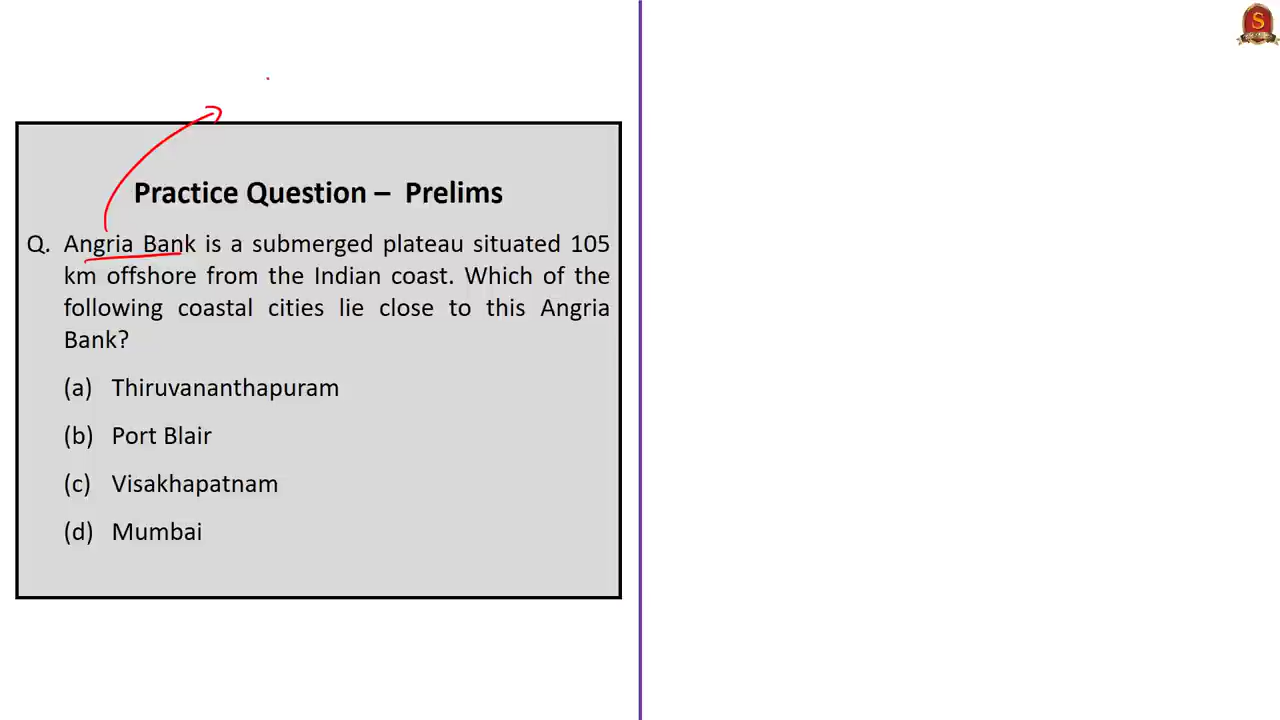 S
Practice Question – Prelims
Q. Angria Bank is a submerged plateau situated 105
km offshore from the Indian coast. Which of the
following coastal cities lie close to this Angria
Bank?
(a) Thiruvananthapuram
(b) Port Blair
(c) Visakhapatnam
(d) Mumbai